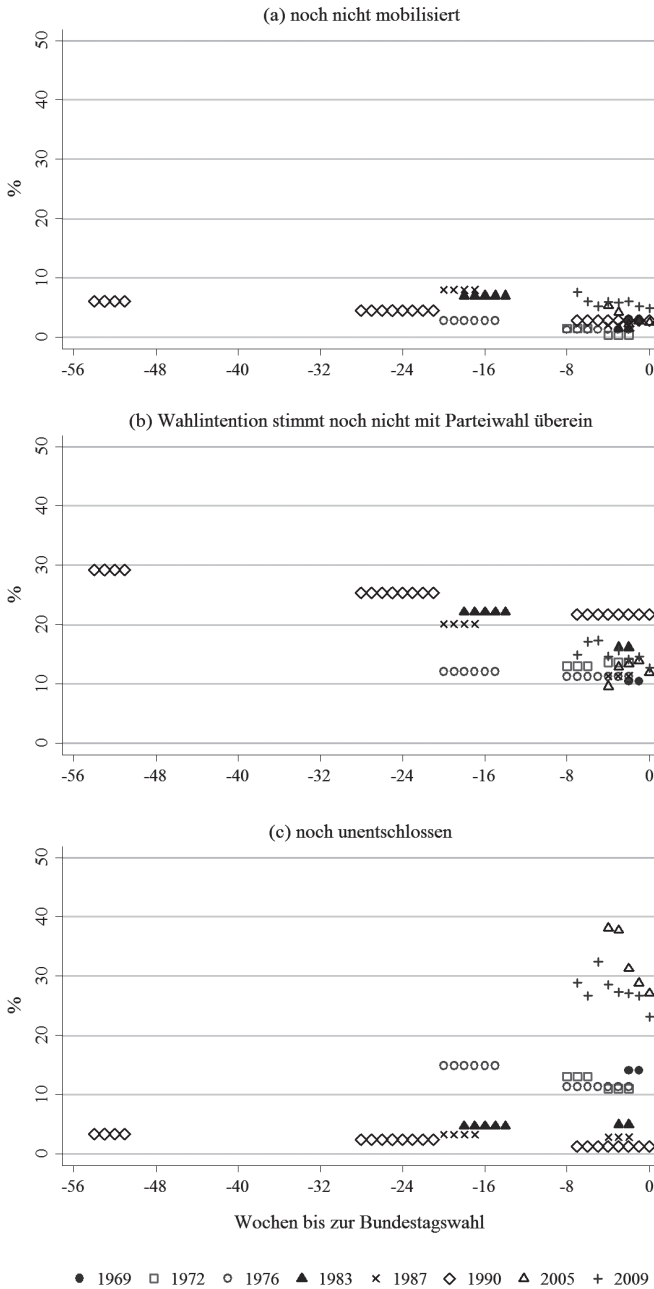 (a) noch nicht mobilisiert
50
40
30
20
10
0
%
-56 -48 -40 -32 -24 -16 -8 0
(b) Wahlintention stimmt noch nicht mit Parteiwahl überein
50
40
30
20
10
0
%
-56 -48 -40 -32 -24 -16 -8 0
(c) noch unentschlossen
50
40
30
20
10
0
%
-56 -48 -40 -32 -24 -16 -8 0
Wochen bis zur Bundestagswahl
1969 1972 1976 1983 1987 1990 2005 2009